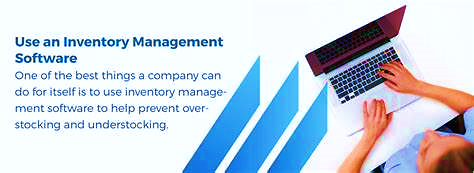 Use an Inventory Management
Software
One of the best things a company can
do for itself is to use inventory manage-
ment software to help prevent over-
stocking and understocking.